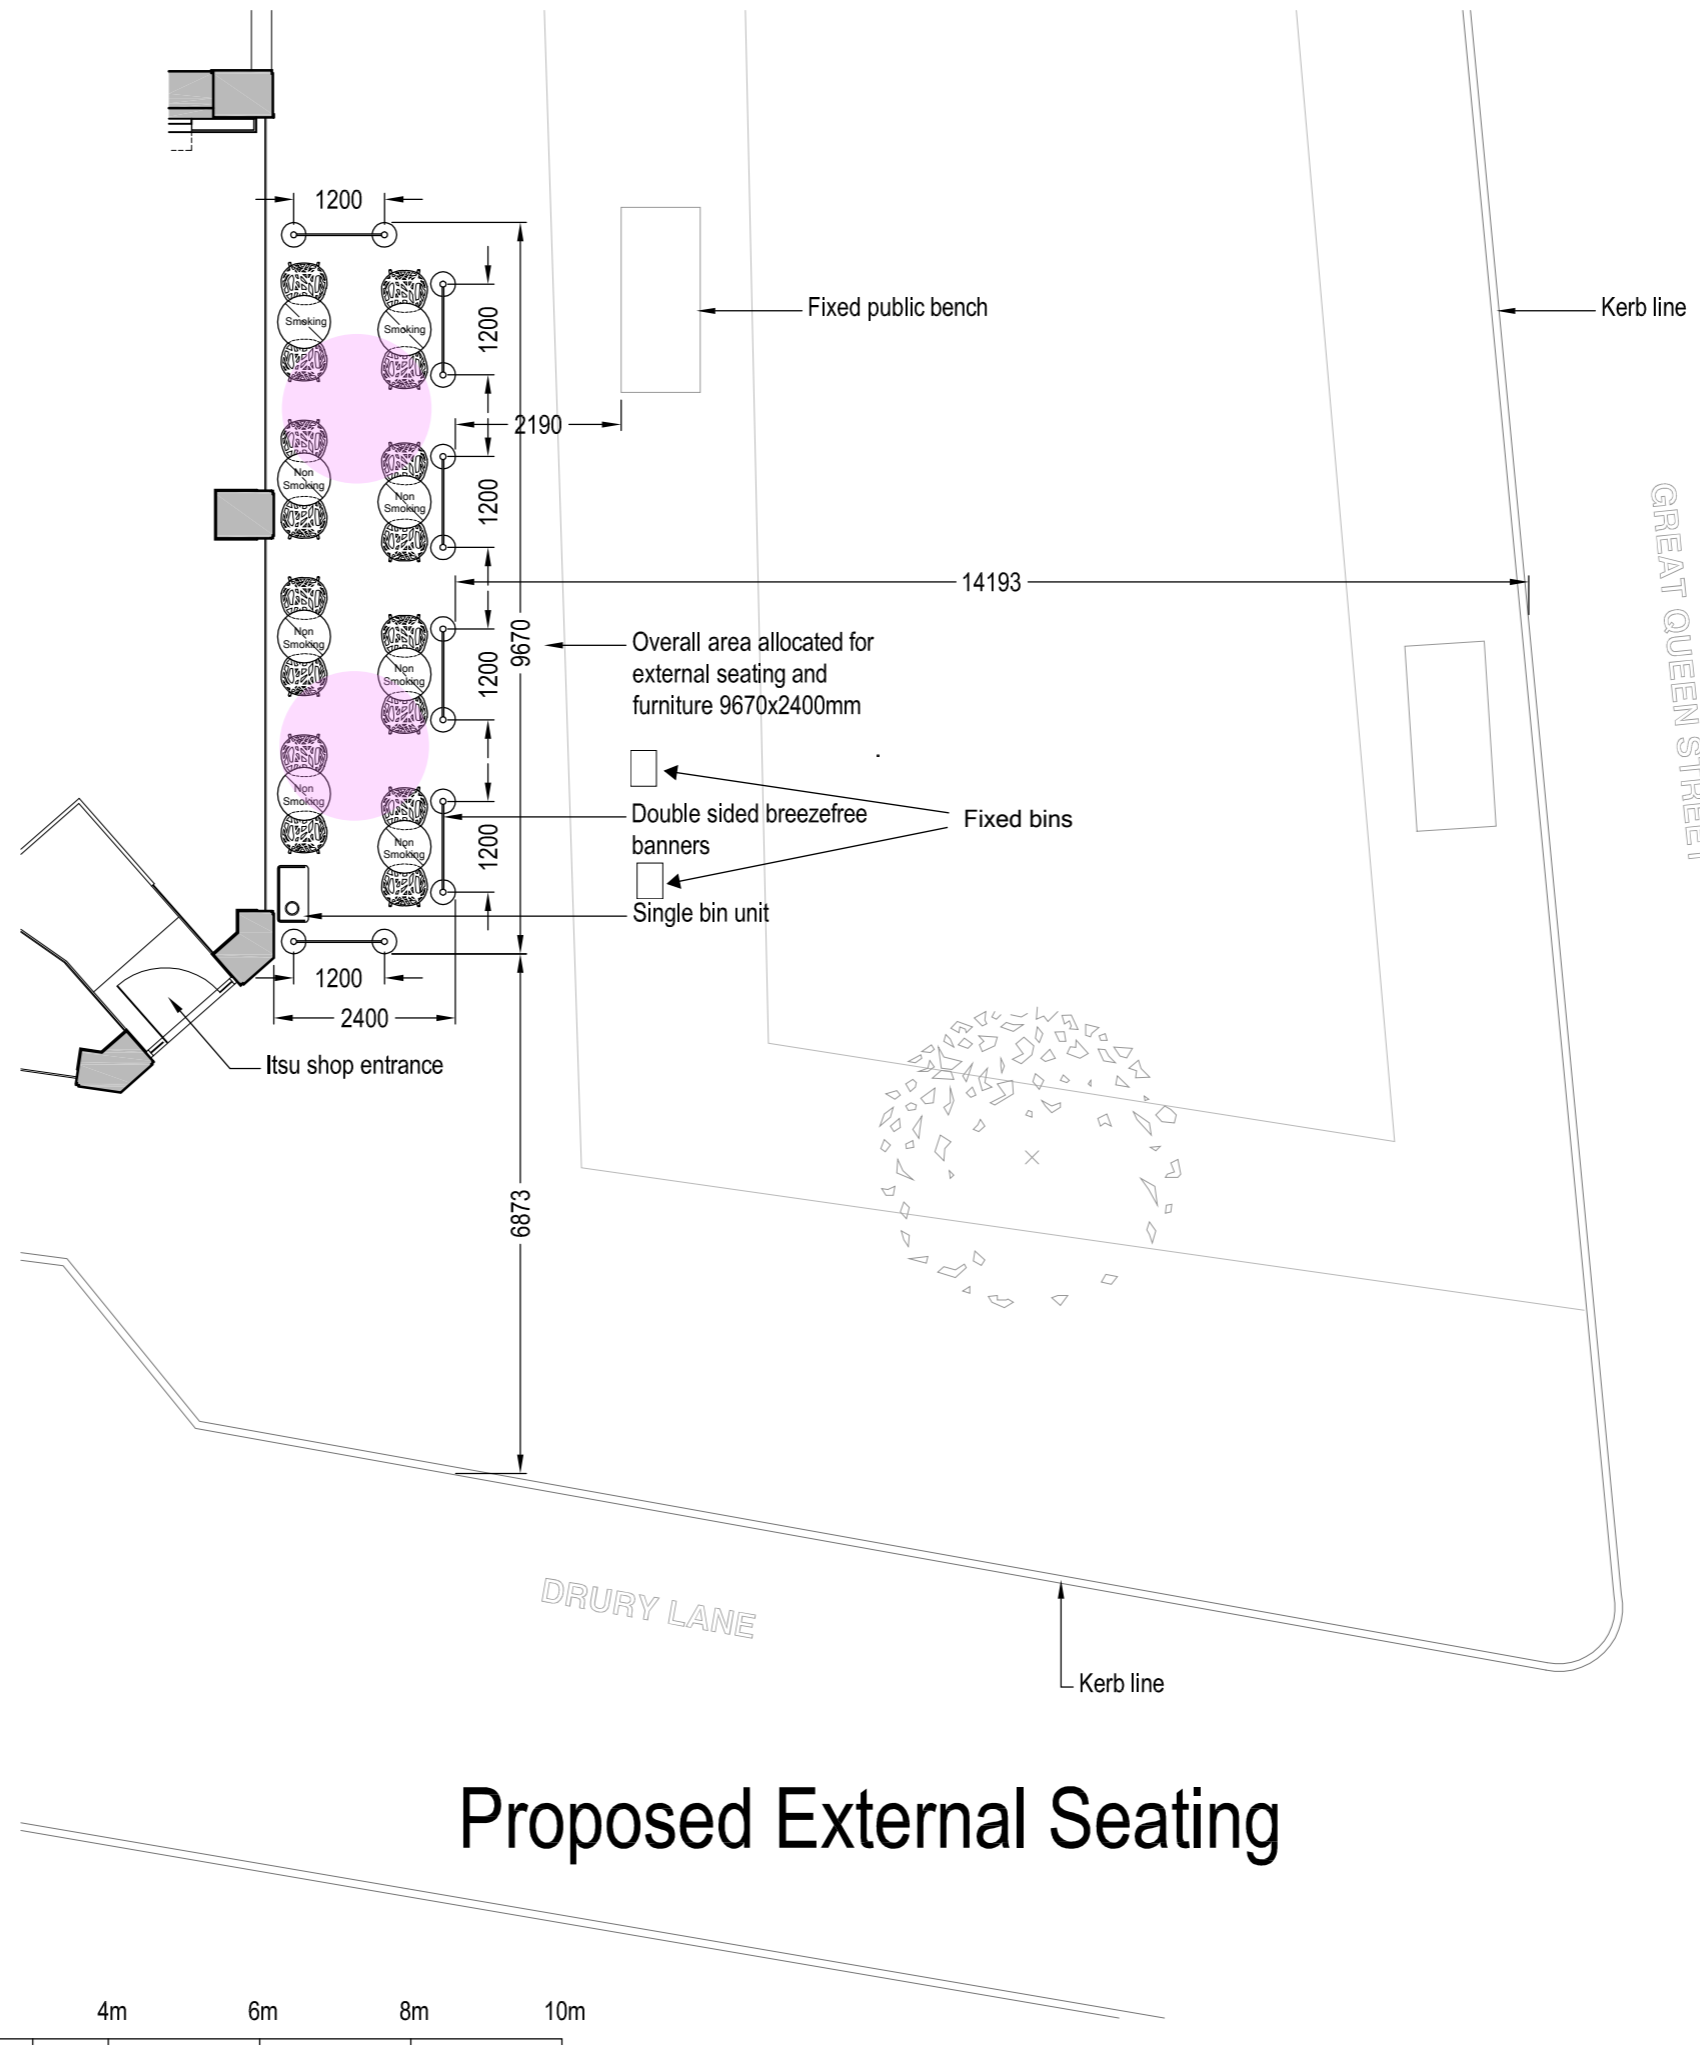 1200
Smoking
Smoking
1200
Fixed public bench
Kerb line
2190
Non
Smoking
Non
Smoking
1200
GREAT QUEEN STREET
14193
9670
Non
Smoking
Non
Smoking
1200
Overall area allocated for
external seating and
furniture 9670x2400mm
Non
Smoking
Non
Smoking
1200
Double sided breezefree
banners
Fixed bins
Single bin unit
1200
2400
Itsu shop entrance
6873
DRURY LANE
Kerb line
Proposed External Seating
4m
6m
8m
10m